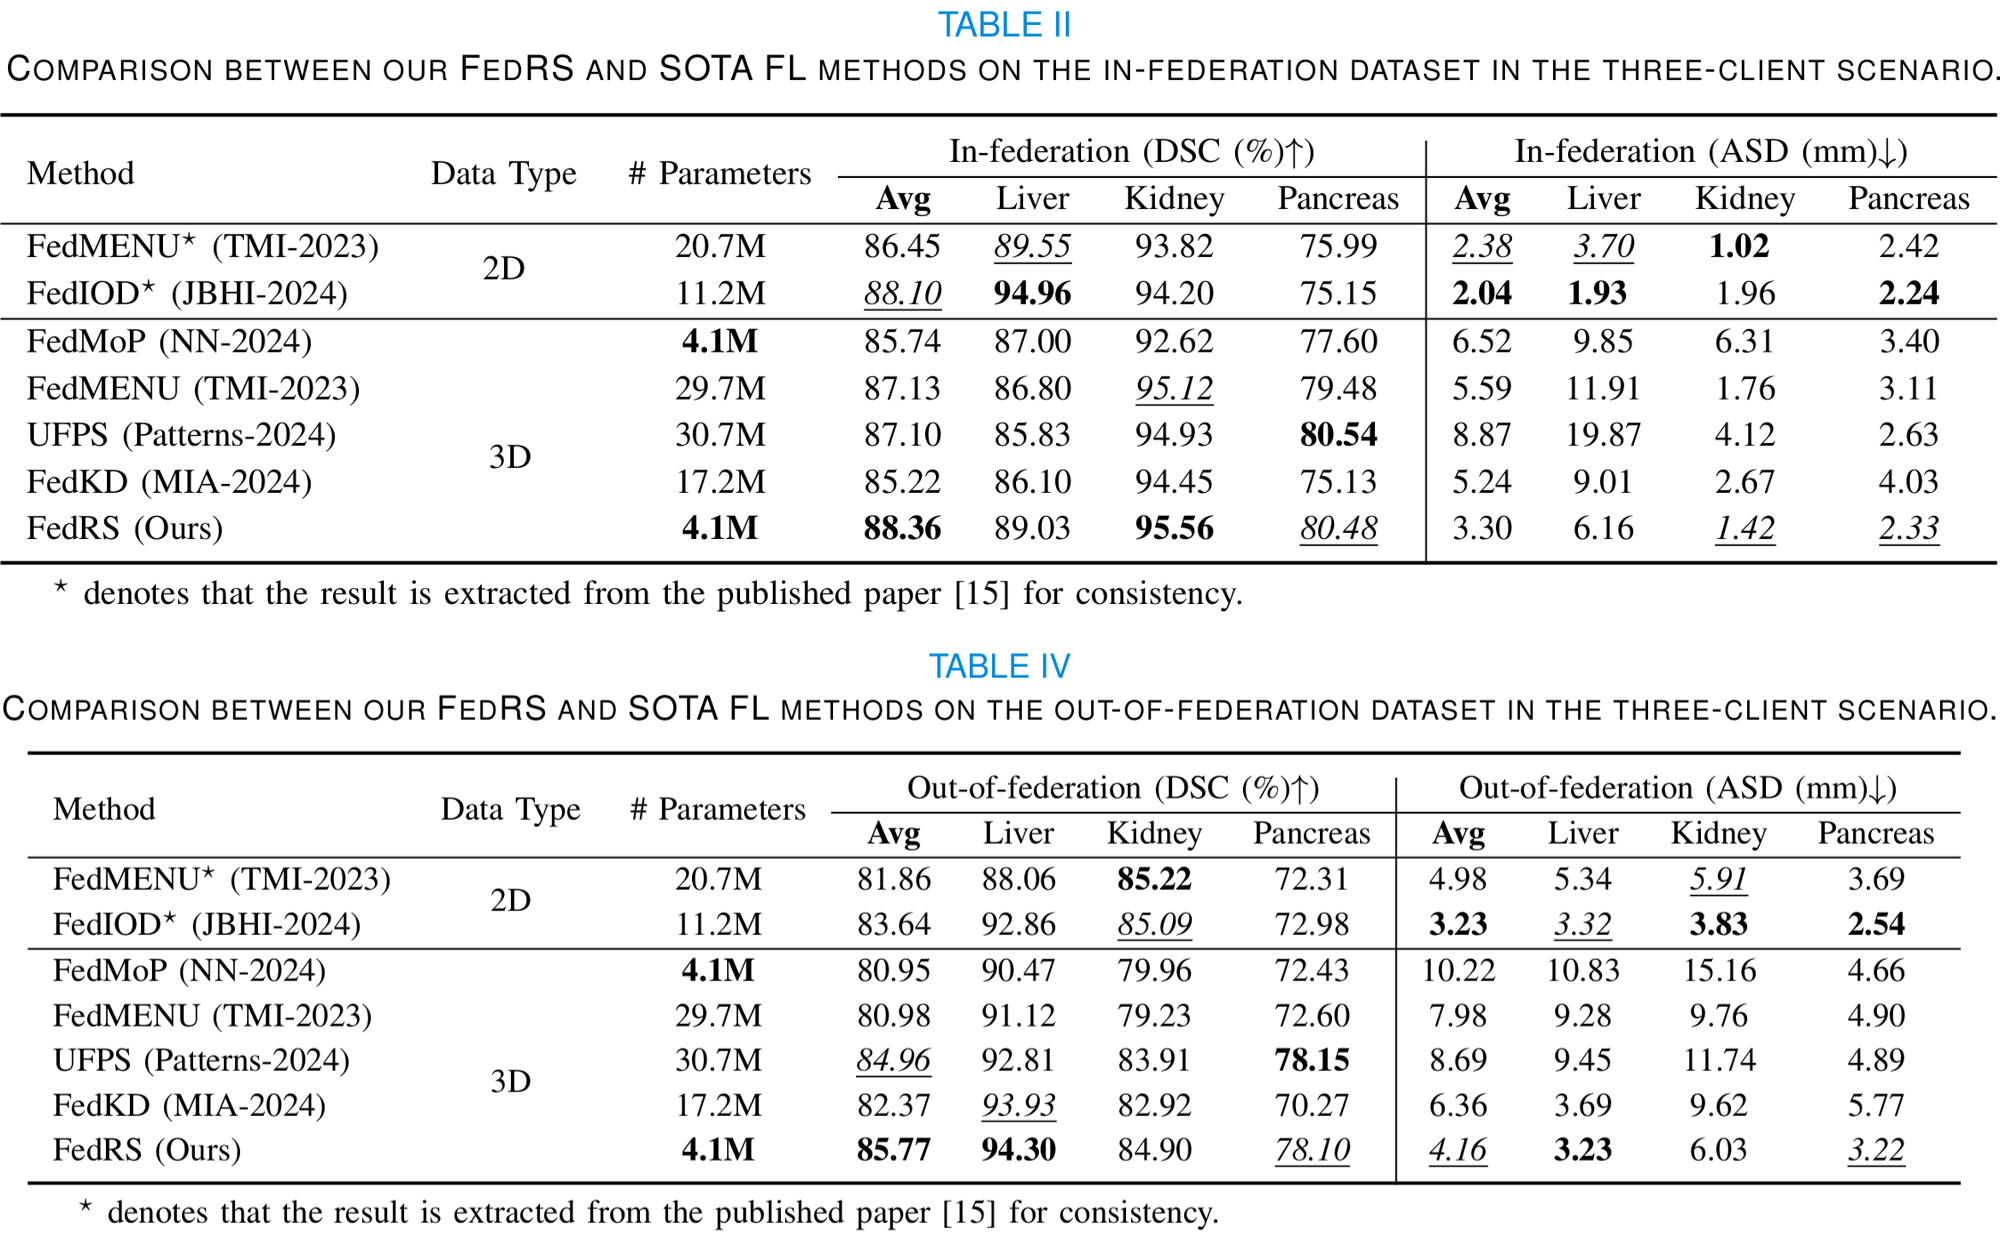 TABLE II
COMPARISON BETWEEN OUR FEDRS AND SOTA FL METHODS ON THE IN-FEDERATION DATASET IN THE THREE-CLIENT SCENARIO.
Method Data Type # Parameters In-federation (DSC (%)↑) In-federation (ASD (mm)↓)
Avg Liver Kidney Pancreas Avg Liver Kidney Pancreas
FedMENU* (TMI-2023) 2D 20.7M 86.45 89.55 93.82 75.99 2.38 3.70 1.02 2.42
FedIOD* (JBHI-2024) 11.2M 88.10 94.96 94.20 75.15 2.04 1.93 1.96 2.24
FedMoP (NN-2024) 4.1M 85.74 87.00 92.62 77.60 6.52 9.85 6.31 3.40
FedMENU (TMI-2023) 29.7M 87.13 86.80 95.12 79.48 5.59 11.91 1.76 3.11
UFPS (Patterns-2024) 3D 30.7M 87.10 85.83 94.93 80.54 8.87 19.87 4.12 2.63
FedKD (MIA-2024) 17.2M 85.22 86.10 94.45 75.13 5.24 9.01 2.67 4.03
FedRS (Ours) 4.1M 88.36 89.03 95.56 80.48 3.30 6.16 1.42 2.33
* denotes that the result is extracted from the published paper [15] for consistency.
TABLE IV
COMPARISON BETWEEN OUR FEDRS AND SOTA FL METHODS ON THE OUT-OF-FEDERATION DATASET IN THE THREE-CLIENT SCENARIO.
Method Data Type # Parameters Out-of-federation (DSC (%)↑) Out-of-federation (ASD (mm)↓)
Avg Liver Kidney Pancreas Avg Liver Kidney Pancreas
FedMENU* (TMI-2023) 2D 20.7M 81.86 88.06 85.22 72.31 4.98 5.34 5.91 3.69
FedIOD* (JBHI-2024) 11.2M 83.64 92.86 85.09 72.98 3.23 3.32 3.83 2.54
FedMoP (NN-2024) 4.1M 80.95 90.47 79.96 72.43 10.22 10.83 15.16 4.66
FedMENU (TMI-2023) 29.7M 80.98 91.12 79.23 72.60 7.98 9.28 9.76 4.90
UFPS (Patterns-2024) 3D 30.7M 84.96 92.81 83.91 78.15 8.69 9.45 11.74 4.89
FedKD (MIA-2024) 17.2M 82.37 93.93 82.92 70.27 6.36 3.69 9.62 5.77
FedRS (Ours) 4.1M 85.77 94.30 84.90 78.10 4.16 3.23 6.03 3.22
* denotes that the result is extracted from the published paper [15] for consistency.